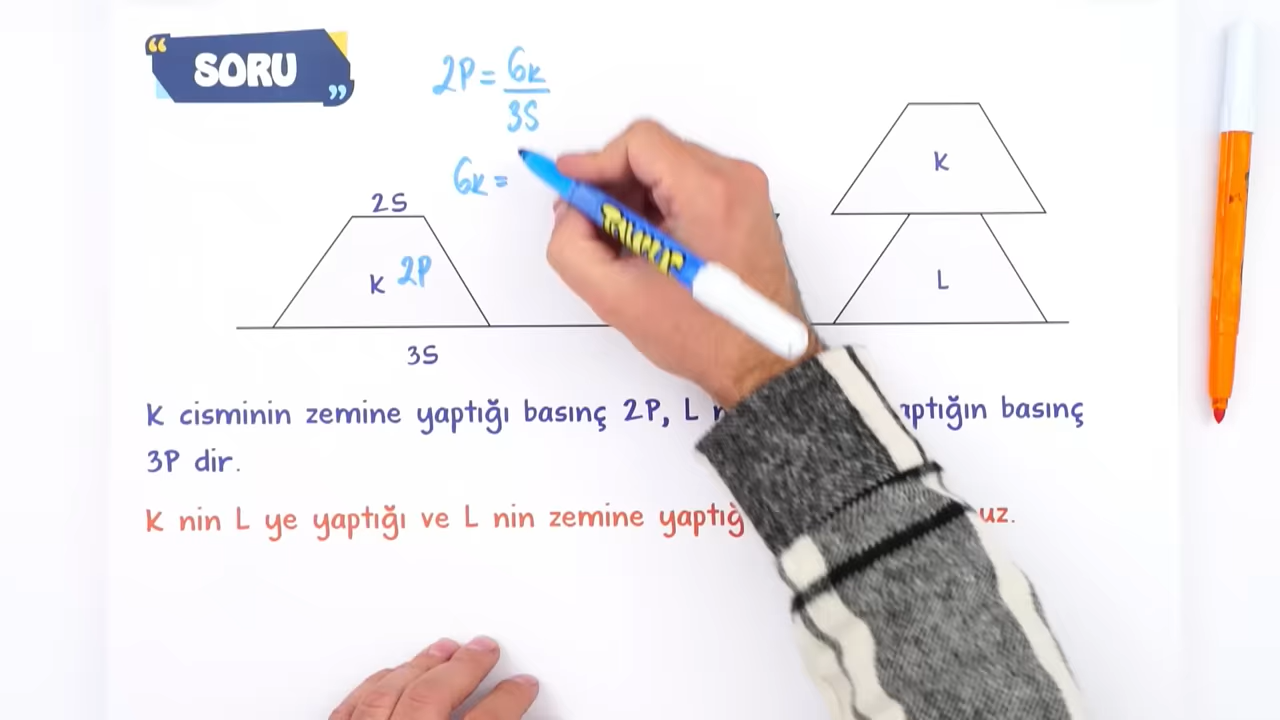 SORU
2P = 6K
3S
6K =
2S
K 2P
3S
K
L
K cisminin zemine yaptığı basınç 2P, L aptığın basınç
3P dir.
K nin L ye yaptığı ve L nin zemine yaptığ uz.